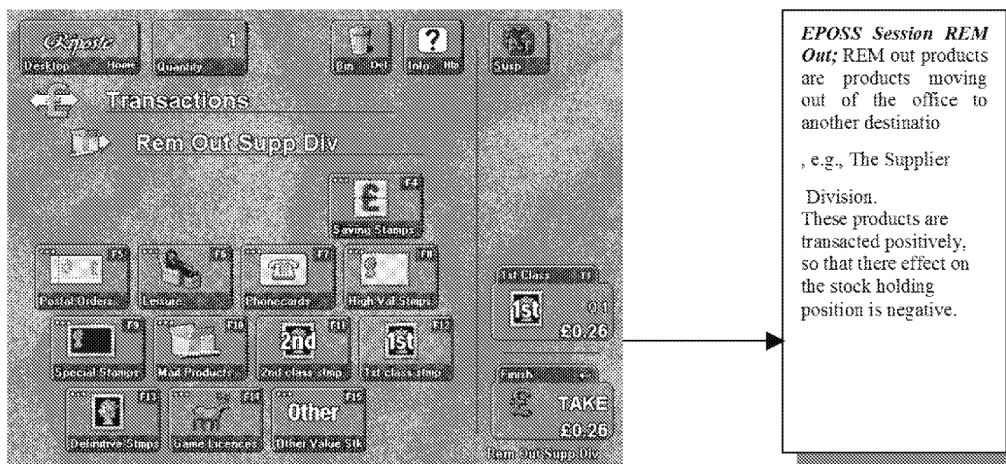 Riposte
Desktop Home
1
Quantity
Bin Del
?
Info Hlp
Susp
£
Transactions
Rem Out Supp Div
F4
£
Saving Stamps
F5
Postal Orders
F6
Leisure
F7
Phonecards
F8
High Val Stmps
F9
Special Stamps
F10
Mail Products
F11
2nd
2nd class stmp
F12
1st
1st class stmp
F13
Definitive Stmps
F14
Game Licences
F15
Other
Other Value Stk
1st Class
1st
£0.26
Finish
£
TAKE
£0.26
Rem Out Supp Div
EPOSS Session REM
Out; REM out products
are products moving
out of the office to
another destinatio
, e.g., The Supplier
Division.
These products are
transacted positively,
so that there effect on
the stock holding
position is negative.